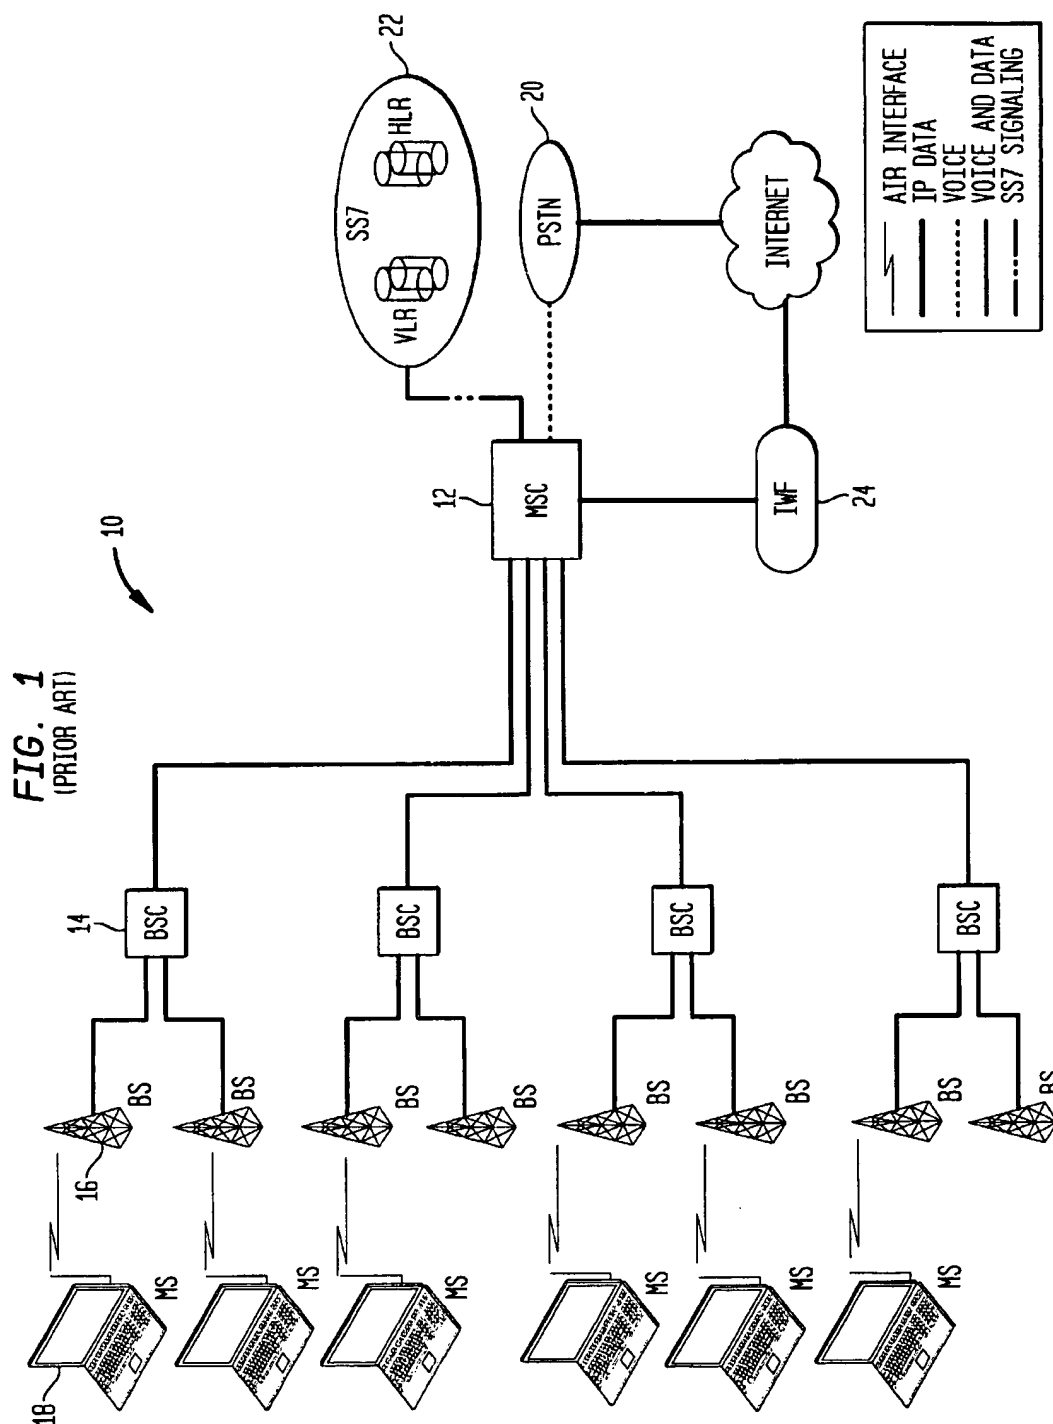 FIG. 1
(PRIOR ART)
10
18
MS
MS
MS
MS
MS
MS
16
BS
BS
BS
BS
BS
BS
BS
BS
14
BSC
BSC
BSC
BSC
12
MSC
SS7
VLR
HLR
22
PSTN
20
IWF
24
INTERNET
AIR INTERFACE
IP DATA
VOICE
VOICE AND DATA
SS7 SIGNALING